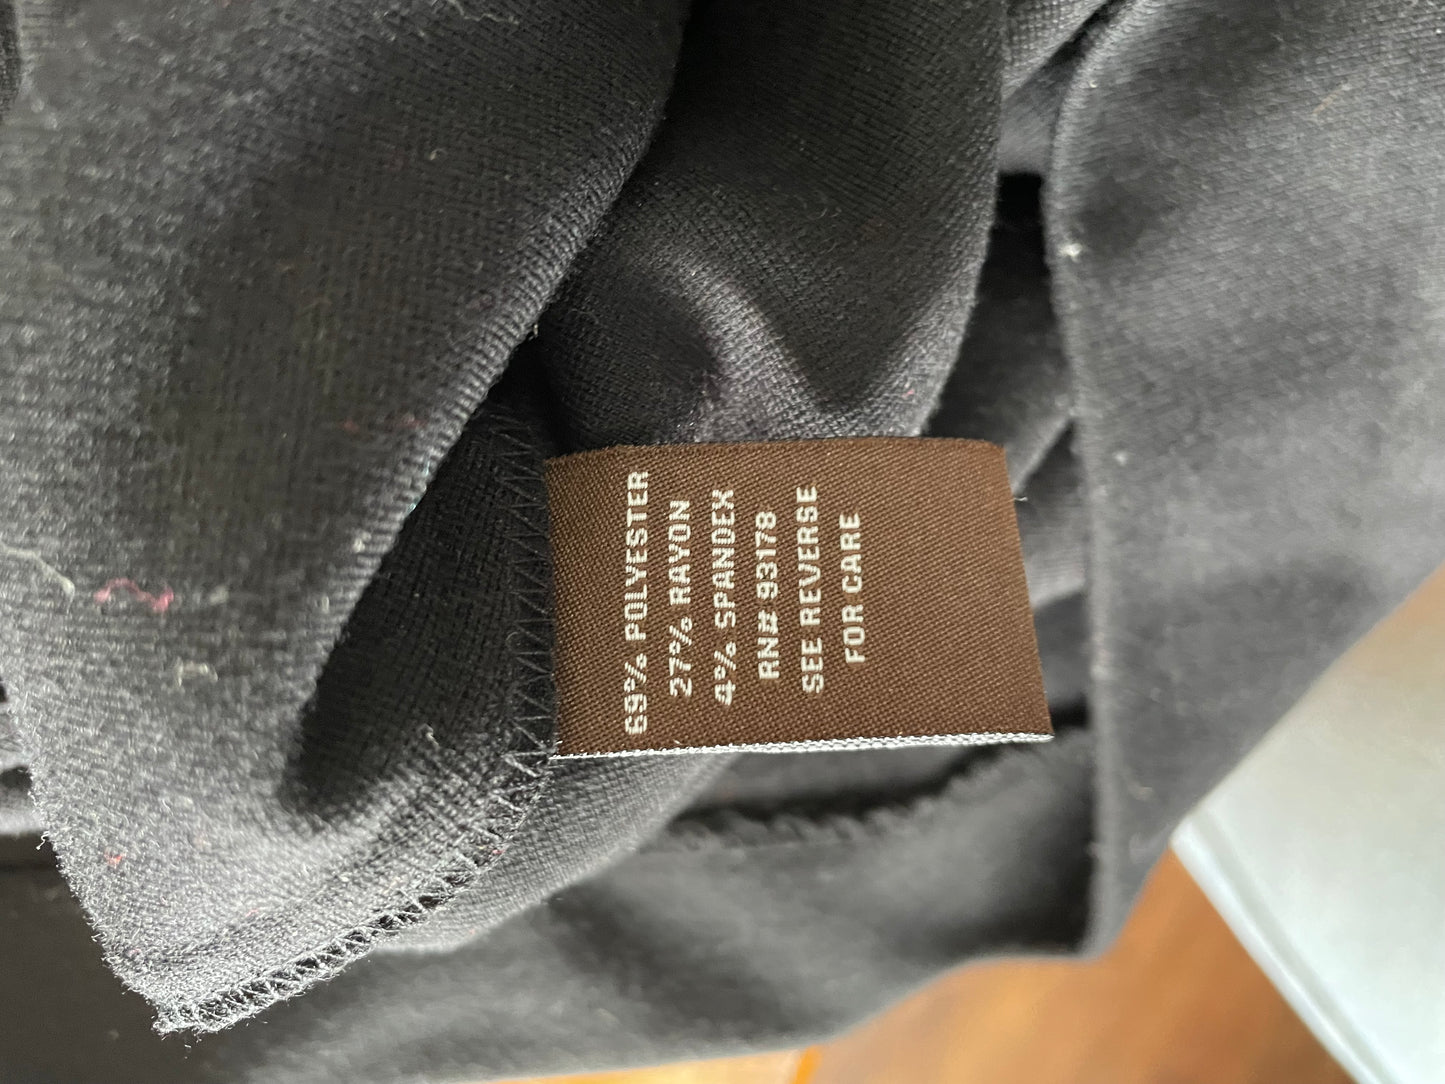 69% POLYESTER
27% RAYON
4% SPANDEX
RN# 93178
SEE REVERSE
FOR CARE